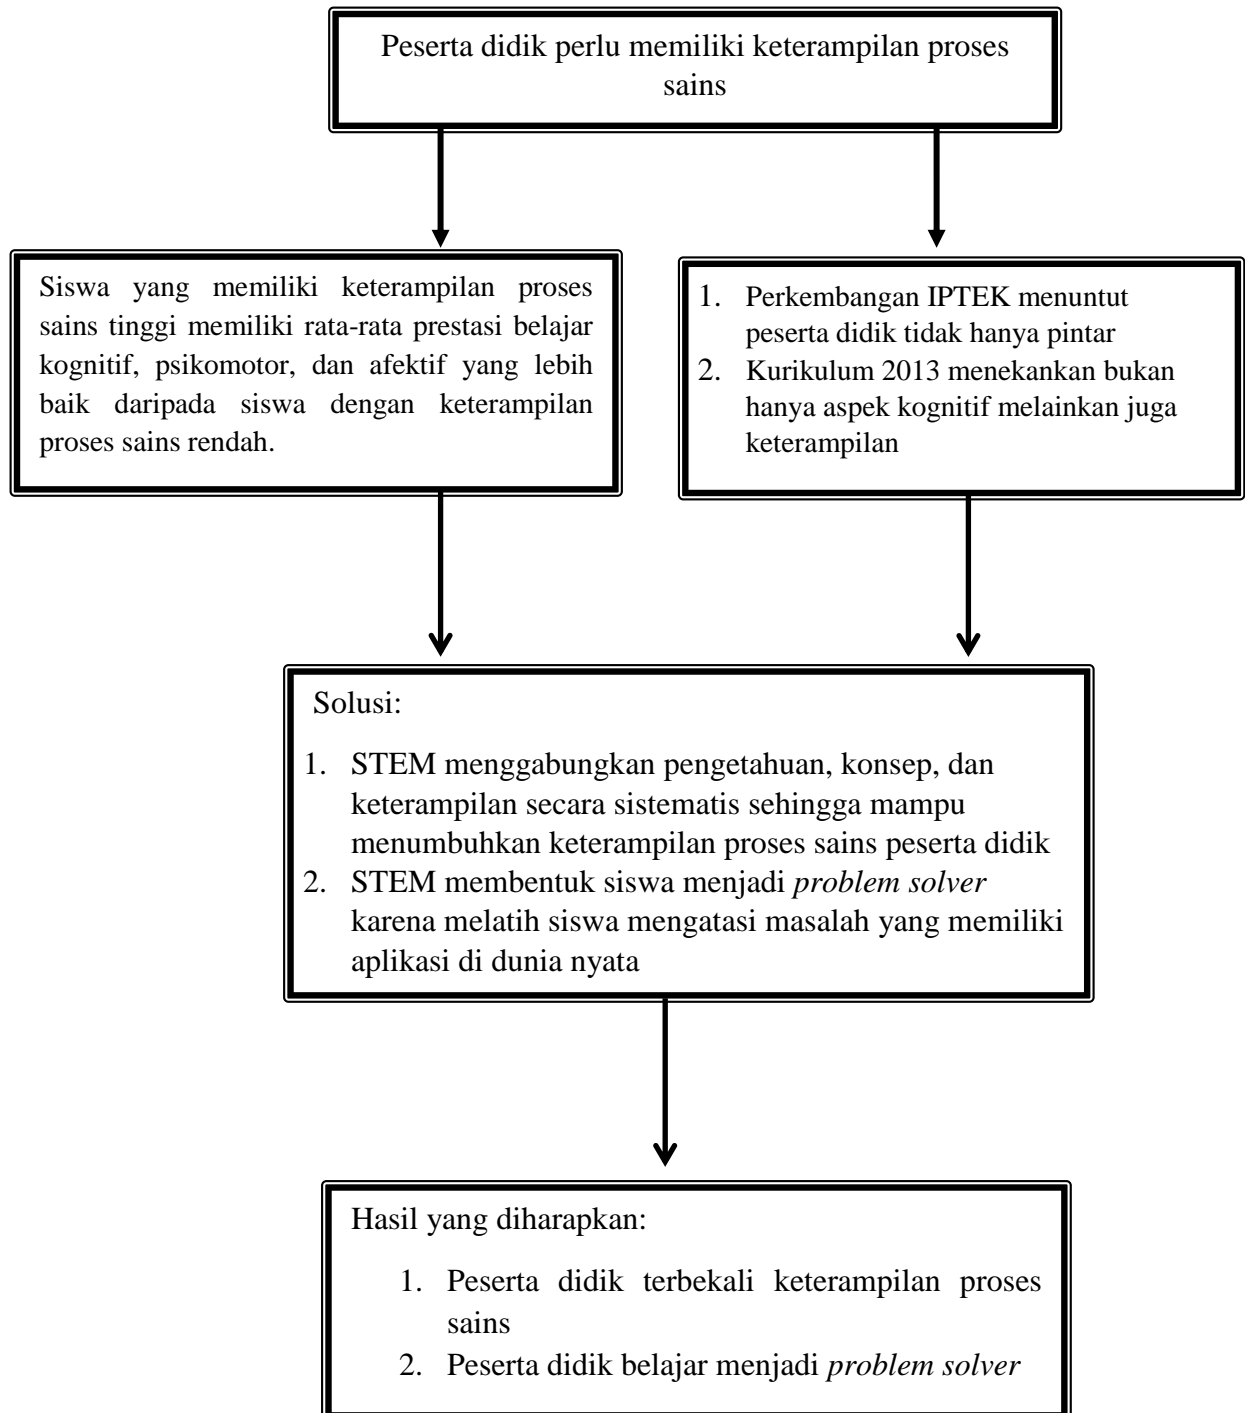 Peserta didik perlu memiliki keterampilan proses
sains
Siswa yang memiliki keterampilan proses
sains tinggi memiliki rata-rata prestasi belajar
kognitif, psikomotor, dan afektif yang lebih
baik daripada siswa dengan keterampilan
proses sains rendah.
1. Perkembangan IPTEK menuntut
peserta didik tidak hanya pintar
2. Kurikulum 2013 menekankan bukan
hanya aspek kognitif melainkan juga
keterampilan
Solusi:
1. STEM menggabungkan pengetahuan, konsep, dan
keterampilan secara sistematis sehingga mampu
menumbuhkan keterampilan proses sains peserta didik
2. STEM membentuk siswa menjadi problem solver
karena melatih siswa mengatasi masalah yang memiliki
aplikasi di dunia nyata
Hasil yang diharapkan:
1. Peserta didik terbekali keterampilan proses
sains
2. Peserta didik belajar menjadi problem solver